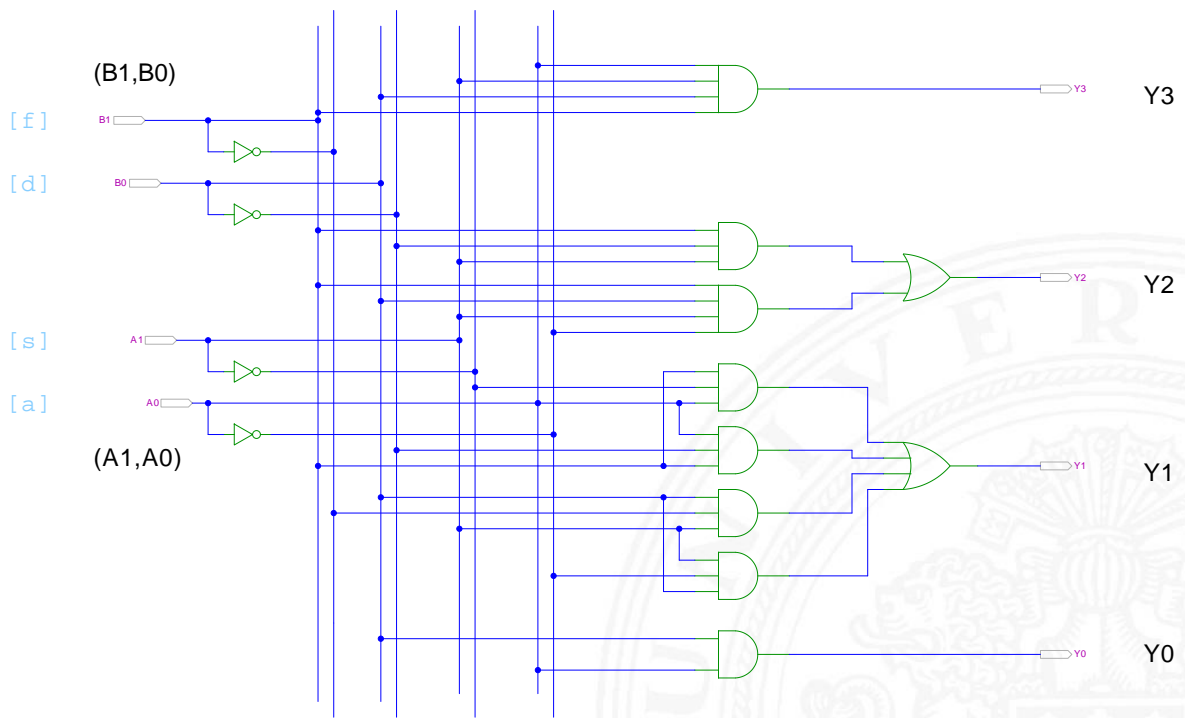 (B1,B0)
Y3
Y3
[f]
B1
[d]
B0
Y2
Y2
[s]
A1
[a]
A0
(A1,A0)
Y1
Y1
Y0
Y0
V E R
U N I